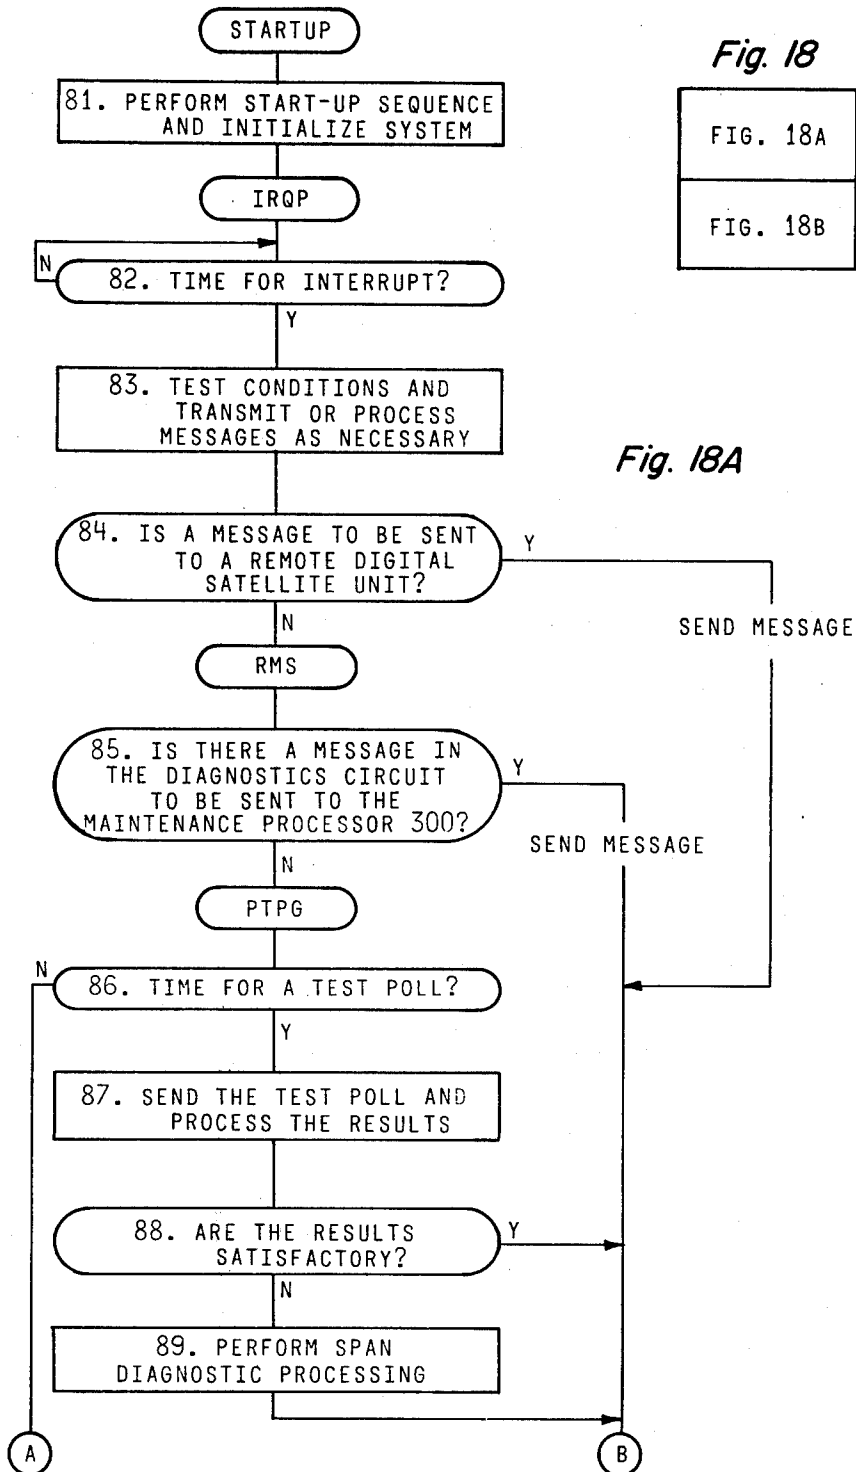 STARTUP
Fig. 18
81. PERFORM START-UP SEQUENCE
AND INITIALIZE SYSTEM
FIG. 18A
FIG. 18B
IRQP
N
82. TIME FOR INTERRUPT?
Y
83. TEST CONDITIONS AND
TRANSMIT OR PROCESS
MESSAGES AS NECESSARY
Fig. 18A
84. IS A MESSAGE TO BE SENT
TO A REMOTE DIGITAL
SATELLITE UNIT?
Y
N
SEND MESSAGE
RMS
85. IS THERE A MESSAGE IN
THE DIAGNOSTICS CIRCUIT
TO BE SENT TO THE
MAINTENANCE PROCESSOR 300?
Y
SEND MESSAGE
N
PTPG
N
86. TIME FOR A TEST POLL?
Y
87. SEND THE TEST POLL AND
PROCESS THE RESULTS
88. ARE THE RESULTS
SATISFACTORY?
Y
N
89. PERFORM SPAN
DIAGNOSTIC PROCESSING
A
B